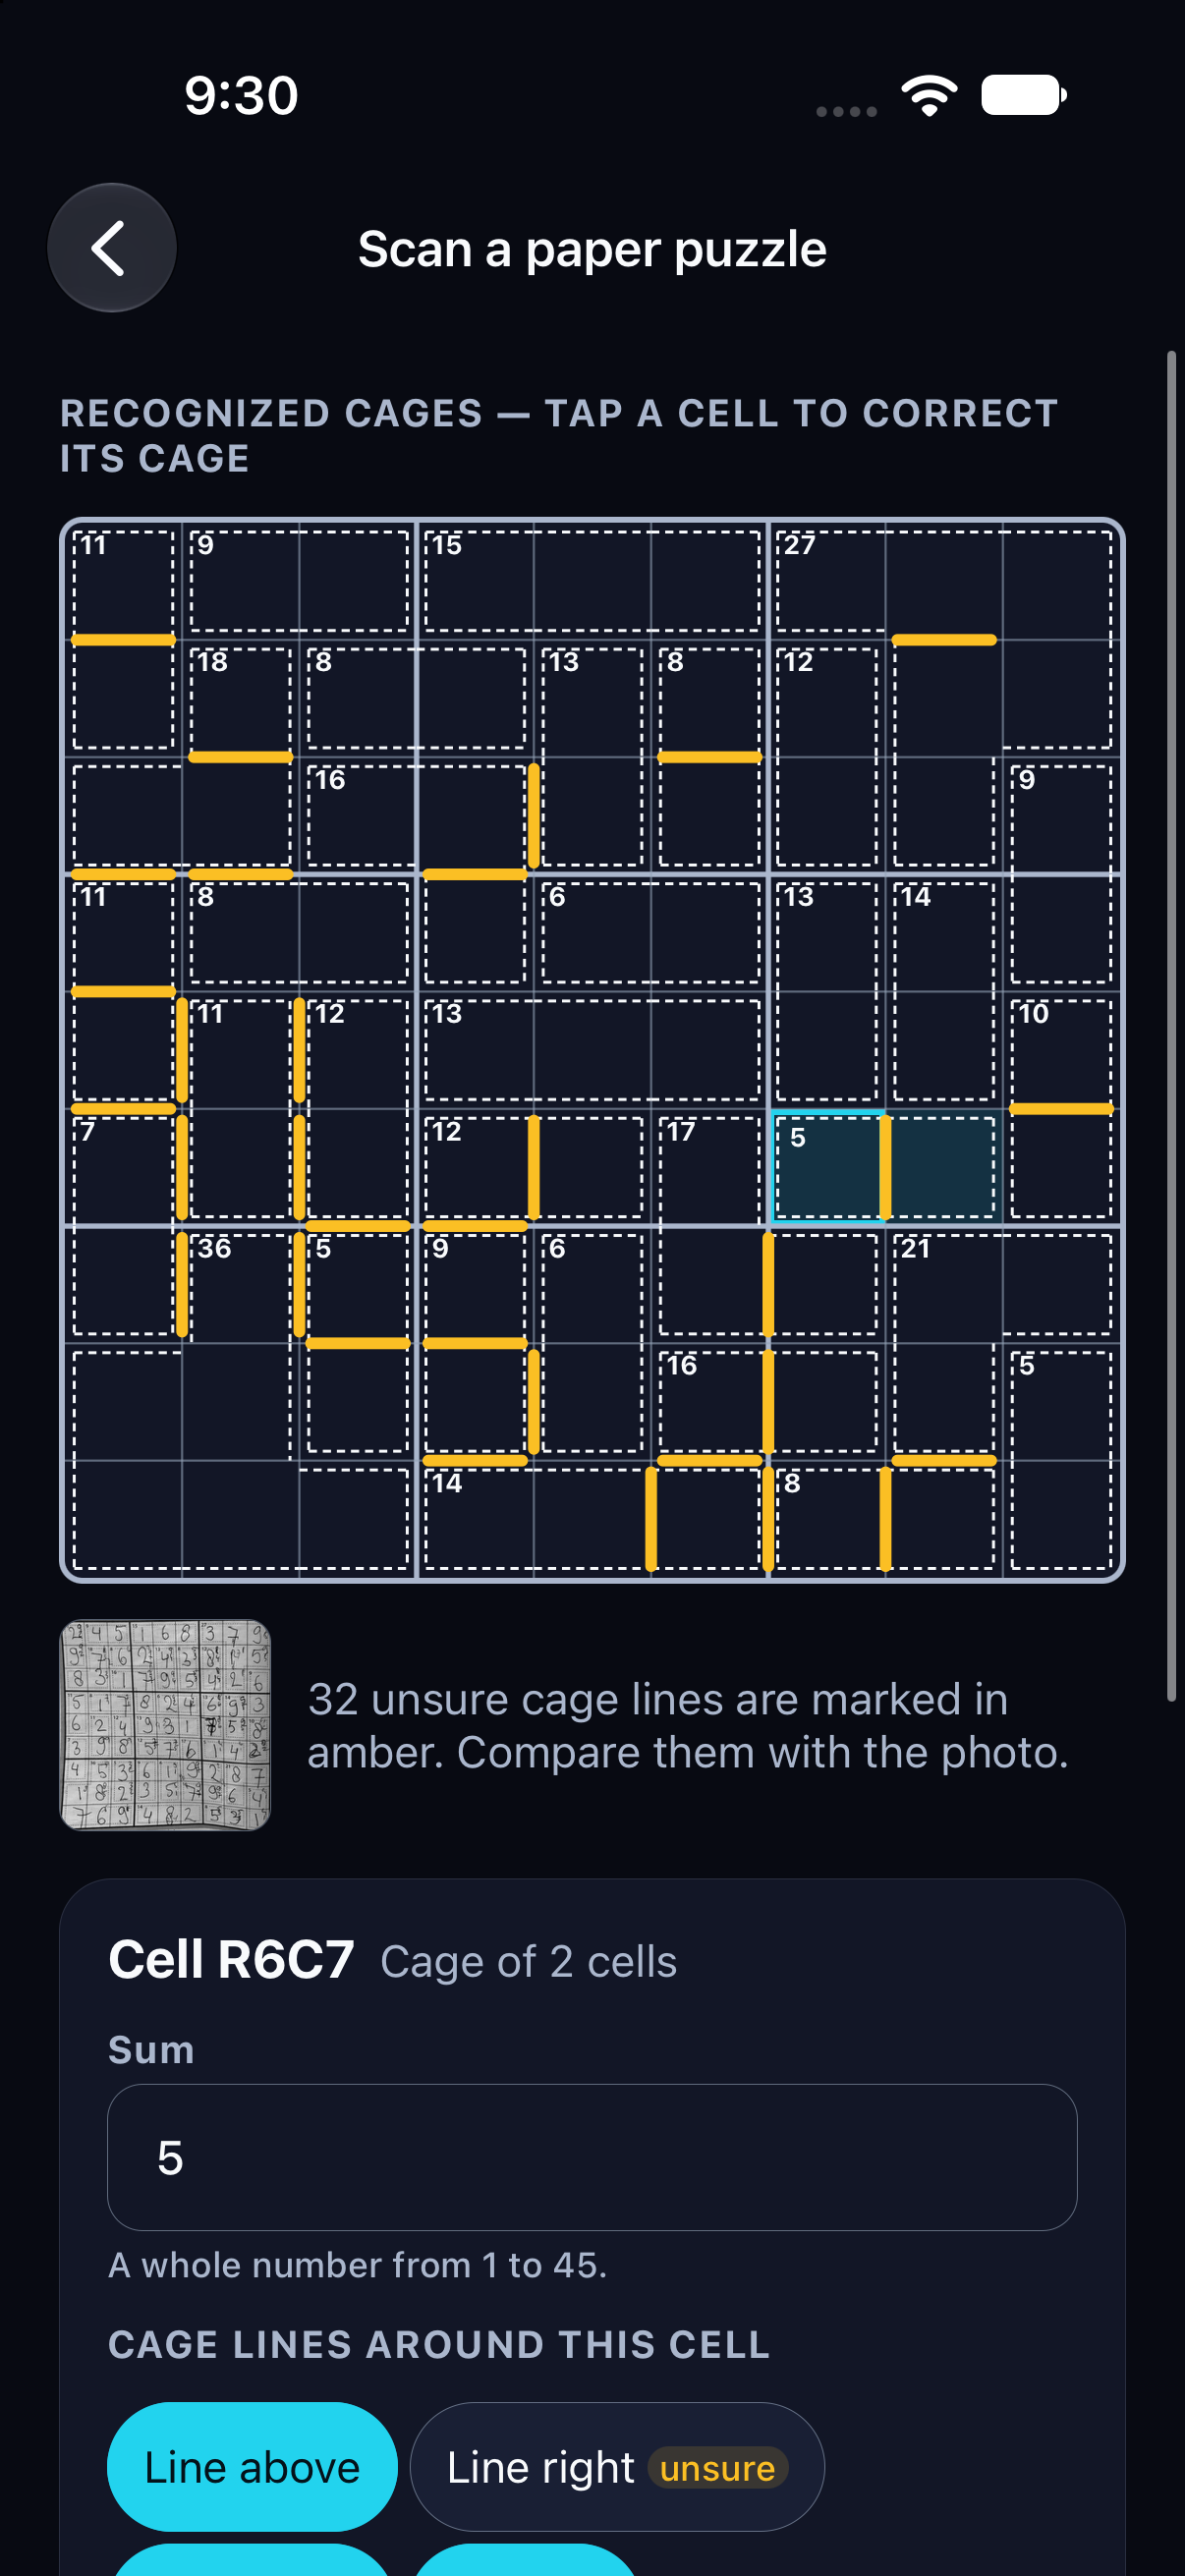 9:30
Scan a paper puzzle
RECOGNIZED CAGES — TAP A CELL TO CORRECT
ITS CAGE
11 9 15 27
18 8 13 8 12
16 9
11 8 6 13 14
11 12 13 10
7 12 17 5
36 5 9 6 21
16 5
14 8
32 unsure cage lines are marked in
amber. Compare them with the photo.
Cell R6C7 Cage of 2 cells
Sum
5
A whole number from 1 to 45.
CAGE LINES AROUND THIS CELL
Line above Line right unsure